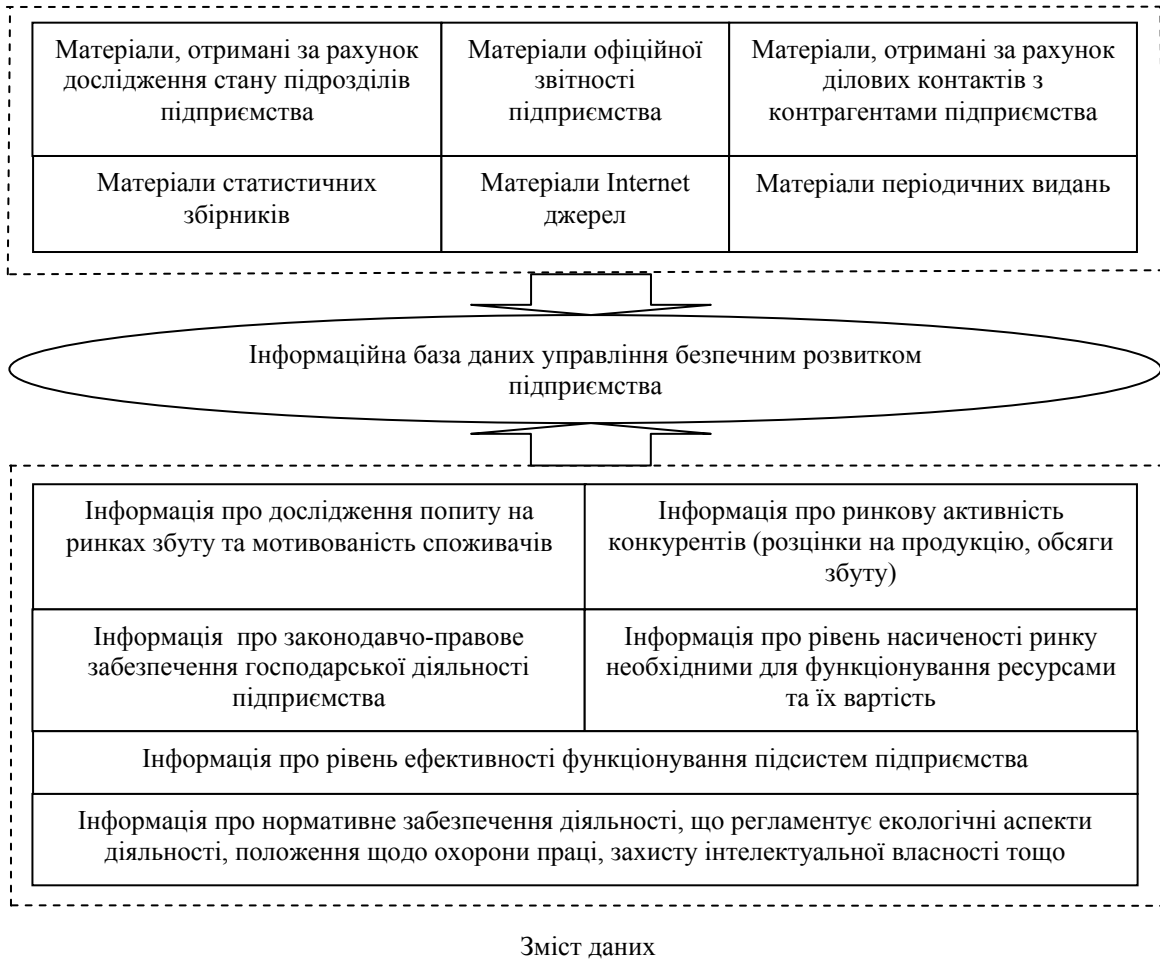 Матеріали, отримані за рахунок
дослідження стану підрозділів
підприємства
Матеріали офіційної
звітності
підприємства
Матеріали, отримані за рахунок
ділових контактів з
контрагентами підприємства
Матеріали статистичних
збірників
Матеріали Internet
джерел
Матеріали періодичних видань
Інформаційна база даних управління безпечним розвитком
підприємства
Інформація про дослідження попиту на
ринках збуту та мотивованість споживачів
Інформація про ринкову активність
конкурентів (розцінки на продукцію, обсяги
збуту)
Інформація про законодавчо-правове
забезпечення господарської діяльності
підприємства
Інформація про рівень насиченості ринку
необхідними для функціонування ресурсами
та їх вартість
Інформація про рівень ефективності функціонування підсистем підприємства
Інформація про нормативне забезпечення діяльності, що регламентує екологічні аспекти
діяльності, положення щодо охорони праці, захисту інтелектуальної власності тощо
Зміст даних